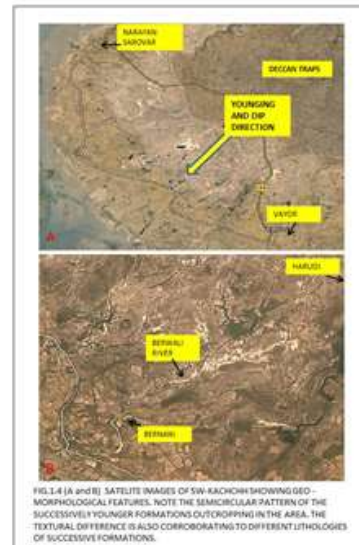 NARAYAN
SAROVAR
DECCAN TRAPS
YOUNGING
AND DIP
DIRECTION
VAYOR
A
HARUDI
BERWALI
RIVER
BERNANI
B
FIG.1.4 (A and B) SATELITE IMAGES OF SW-KACHCHH SHOWING GEO -
MORPHOLOGICAL FEATURES. NOTE THE SEMICIRCULAR PATTERN OF THE
SUCCESSIVELY YOUNGER FORMATIONS OUTCROPPING IN THE AREA. THE
TEXTURAL DIFFERENCE IS ALSO CORROBORATING TO DIFFERENT LITHOLOGIES
OF SUCCESSIVE FORMATIONS.